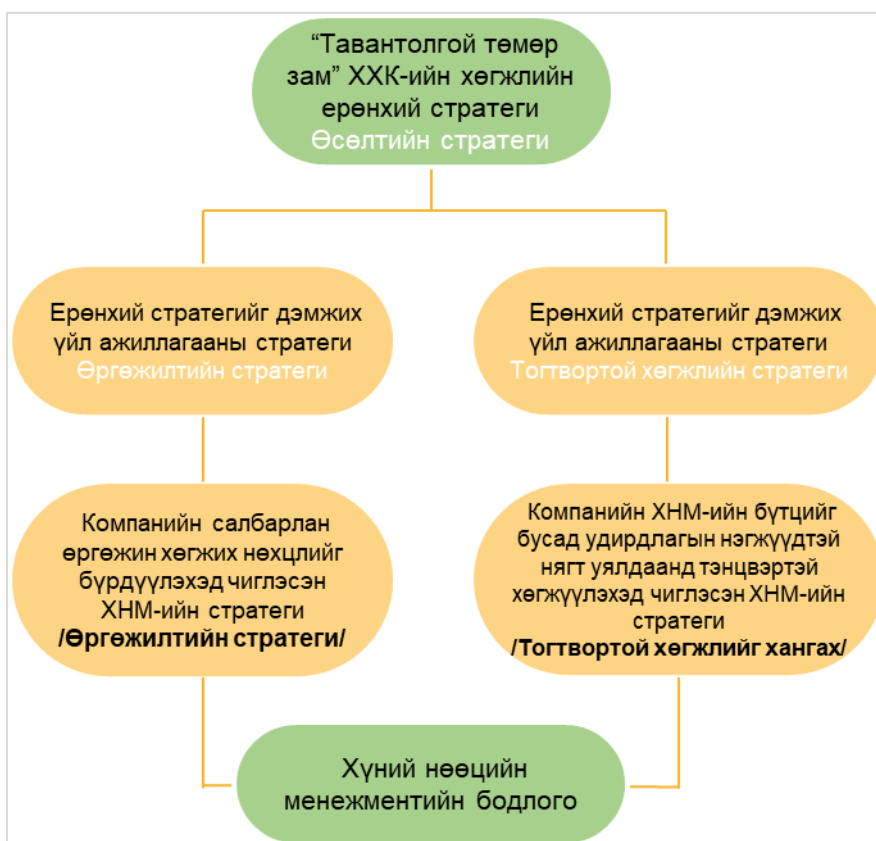 “Тавантолгой төмөр
зам” ХХК-ийн хөгжлийн
ерөнхий стратеги
Өсөлтийн стратеги
Ерөнхий стратегийг дэмжих
үйл ажиллагааны стратеги
Өргөжилтийн стратеги
Ерөнхий стратегийг дэмжих
үйл ажиллагааны стратеги
Тогтвортой хөгжлийн стратеги
Компанийн салбарлан
өргөжин хөгжих нөхцлийг
бүрдүүлэхэд чиглэсэн
ХНМ-ийн стратеги
/Өргөжилтийн стратеги/
Компанийн ХНМ-ийн бүтцийг
бусад удирдлагын нэгжүүдтэй
нягт уялдаанд тэнцвэртэй
хөгжүүлэхэд чиглэсэн ХНМ-ийн
стратеги
/Тогтвортой хөгжлийг хангах/
Хүний нөөцийн
менежментийн бодлого